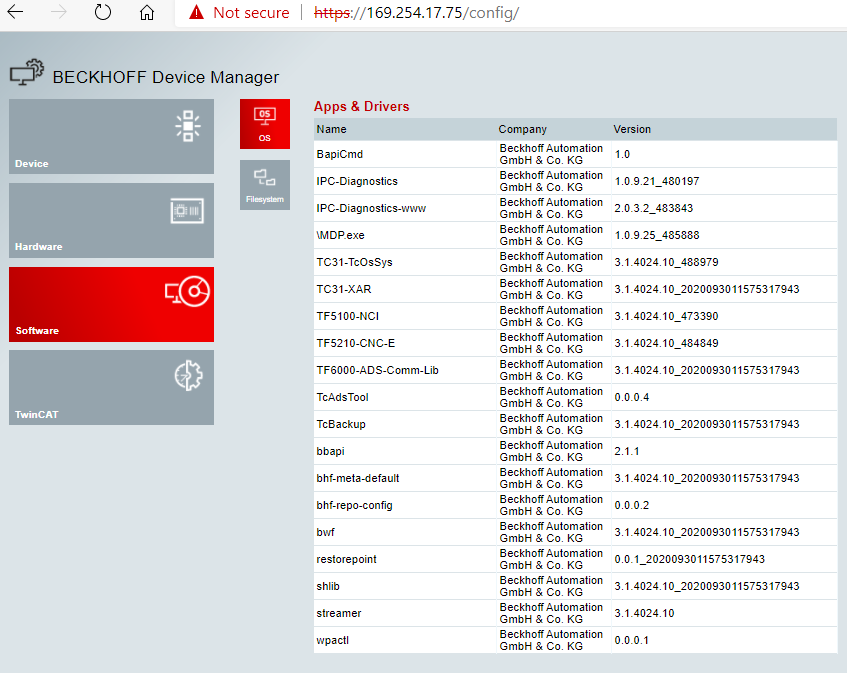 Not secure | https://169.254.17.75/config/
BECKHOFF Device Manager
Device
Hardware
Software
TwinCAT
OS
OS
Filesystem
Apps & Drivers
Name Company Version
BapiCmd Beckhoff Automation GmbH & Co. KG 1.0
IPC-Diagnostics Beckhoff Automation GmbH & Co. KG 1.0.9.21_480197
IPC-Diagnostics-www Beckhoff Automation GmbH & Co. KG 2.0.3.2_483843
\MDP.exe Beckhoff Automation GmbH & Co. KG 1.0.9.25_485888
TC31-TcOsSys Beckhoff Automation GmbH & Co. KG 3.1.4024.10_488979
TC31-XAR Beckhoff Automation GmbH & Co. KG 3.1.4024.10_2020093011575317943
TF5100-NCI Beckhoff Automation GmbH & Co. KG 3.1.4024.10_473390
TF5210-CNC-E Beckhoff Automation GmbH & Co. KG 3.1.4024.10_484849
TF6000-ADS-Comm-Lib Beckhoff Automation GmbH & Co. KG 3.1.4024.10_2020093011575317943
TcAdsTool Beckhoff Automation GmbH & Co. KG 0.0.0.4
TcBackup Beckhoff Automation GmbH & Co. KG 3.1.4024.10_2020093011575317943
bbapi Beckhoff Automation GmbH & Co. KG 2.1.1
bhf-meta-default Beckhoff Automation GmbH & Co. KG 3.1.4024.10_2020093011575317943
bhf-repo-config Beckhoff Automation GmbH & Co. KG 0.0.0.2
bwf Beckhoff Automation GmbH & Co. KG 3.1.4024.10_2020093011575317943
restorepoint Beckhoff Automation GmbH & Co. KG 0.0.1_2020093011575317943
shlib Beckhoff Automation GmbH & Co. KG 3.1.4024.10_2020093011575317943
streamer Beckhoff Automation GmbH & Co. KG 3.1.4024.10
wpactl Beckhoff Automation GmbH & Co. KG 0.0.0.1